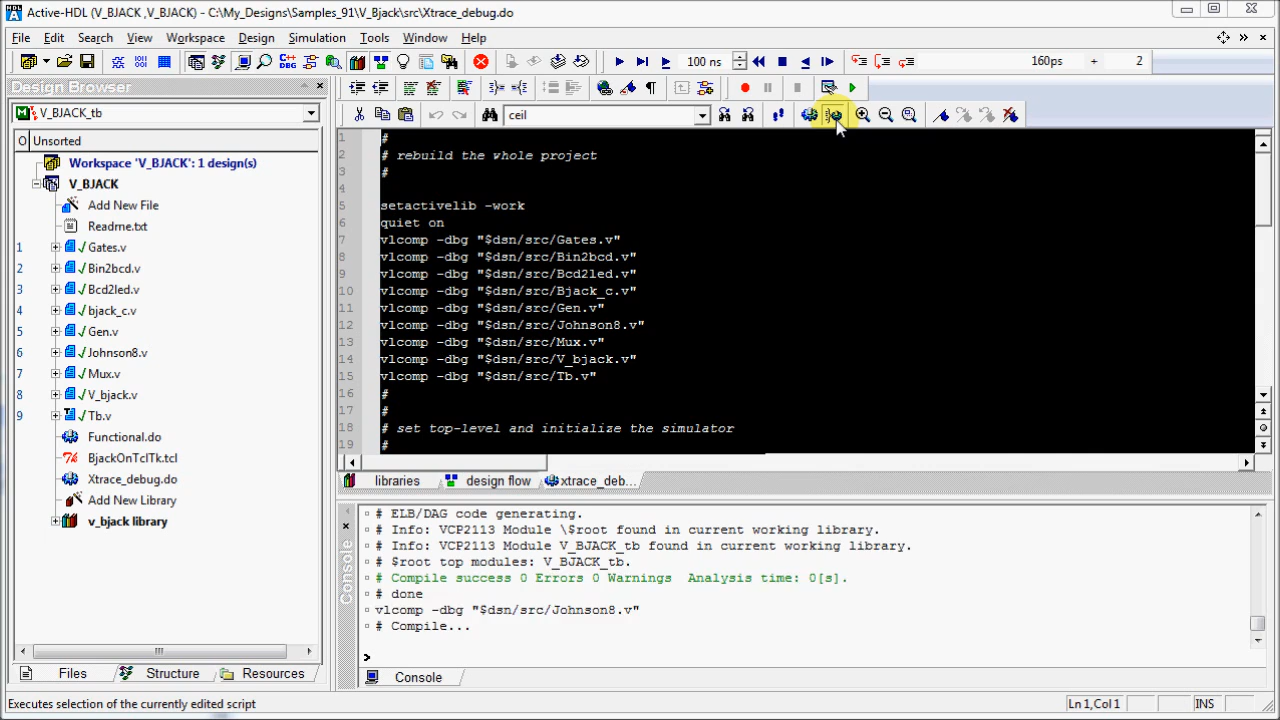 Active-HDL (V_BJACK ,V_BJACK) - C:\My_Designs\Samples_91\V_Bjack\src\Xtrace_debug.do
File Edit Search View Workspace Design Simulation Tools Window Help
100 ns 160ps + 2
Design Browser
V_BJACK_tb
ceil
O Unsorted
Workspace 'V_BJACK': 1 design(s)
V_BJACK
Add New File
Readme.txt
1 Gates.v
2 Bin2bcd.v
3 Bcd2led.v
4 bjack_c.v
5 Gen.v
6 Johnson8.v
7 Mux.v
8 V_bjack.v
9 Tb.v
Functional.do
BjackOnTclTk.tcl
Xtrace_debug.do
Add New Library
v_bjack library
Files Structure Resources
1 #
2 # rebuild the whole project
3 #
4
5 setactivelib -work
6 quiet on
7 vlcomp -dbg "$dsn/src/Gates.v"
8 vlcomp -dbg "$dsn/src/Bin2bcd.v"
9 vlcomp -dbg "$dsn/src/Bcd2led.v"
10 vlcomp -dbg "$dsn/src/Bjack_c.v"
11 vlcomp -dbg "$dsn/src/Gen.v"
12 vlcomp -dbg "$dsn/src/Johnson8.v"
13 vlcomp -dbg "$dsn/src/Mux.v"
14 vlcomp -dbg "$dsn/src/V_bjack.v"
15 vlcomp -dbg "$dsn/src/Tb.v"
16 #
17 #
18 # set top-level and initialize the simulator
19 #
libraries design flow xtrace_deb...
# ELB/DAG code generating.
# Info: VCP2113 Module \$root found in current working library.
# Info: VCP2113 Module V_BJACK_tb found in current working library.
# $root top modules: V_BJACK_tb.
# Compile success 0 Errors 0 Warnings Analysis time: 0[s].
# done
vlcomp -dbg "$dsn/src/Johnson8.v"
# Compile...
>
Console
Console
Executes selection of the currently edited script
Ln 1,Col 1 INS